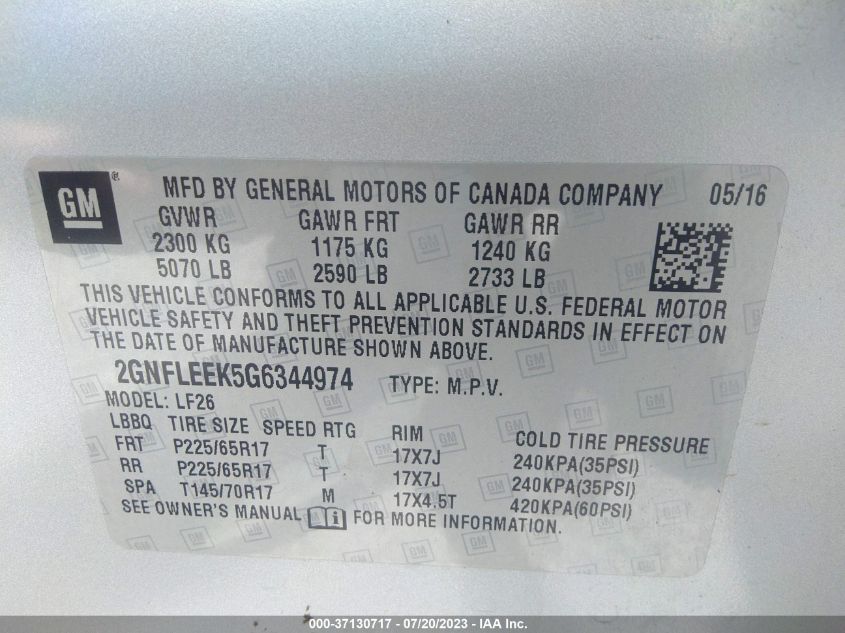 GM ® MFD BY GENERAL MOTORS OF CANADA COMPANY 05/16
GVWR GAWR FRT GAWR RR
2300 KG 1175 KG 1240 KG
5070 LB 2590 LB 2733 LB
THIS VEHICLE CONFORMS TO ALL APPLICABLE U.S. FEDERAL MOTOR
VEHICLE SAFETY AND THEFT PREVENTION STANDARDS IN EFFECT ON
THE DATE OF MANUFACTURE SHOWN ABOVE.
2GNFLEEK5G6344974 TYPE: M.P.V.
MODEL: LF26
LBBQ TIRE SIZE SPEED RTG RIM COLD TIRE PRESSURE
FRT P225/65R17 T 17X7J 240KPA(35PSI)
RR P225/65R17 T 17X7J 240KPA(35PSI)
SPA T145/70R17 M 17X4.5T 420KPA(60PSI)
SEE OWNER'S MANUAL i FOR MORE INFORMATION.
000-37130717 / 07/20/2023 - IAA Inc.